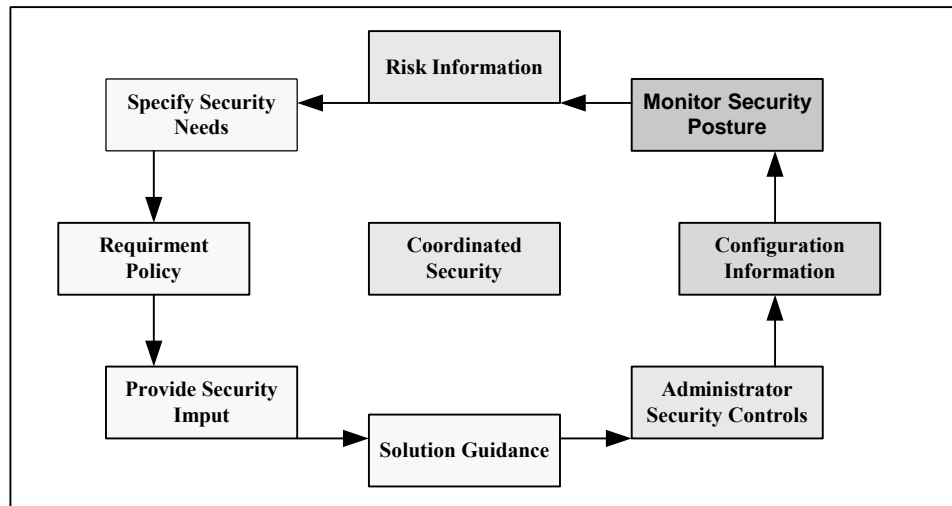 Risk Information
Specify Security
Needs
Monitor Security
Posture
Requirment
Policy
Coordinated
Security
Configuration
Information
Provide Security
Imput
Solution Guidance
Administrator
Security Controls